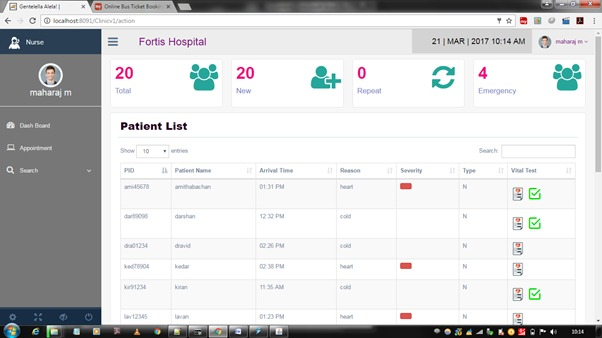 Gentelella Alela! |
Online Bus Ticket Bookin
localhost:8091/Clinicv1/action
Nurse
Fortis Hospital
21 | MAR | 2017 10:14 AM
maharaj m
maharaj m
Dash Board
Appointment
Search
20
Total
20
New
0
Repeat
4
Emergency
Patient List
Show 10 entries
Search:
PID Patient Name Arrival Time Reason Severity Type Vital Test
ami45678 amithabachan 01:31 PM heart N
dar89098 darshan 12:32 PM cold N
dra01234 dravid 02:26 PM cold N
ked78904 kedar 02:38 PM heart N
kir91234 kiran 11:35 AM cold N
lav12345 lavan 01:23 PM heart N
10:14